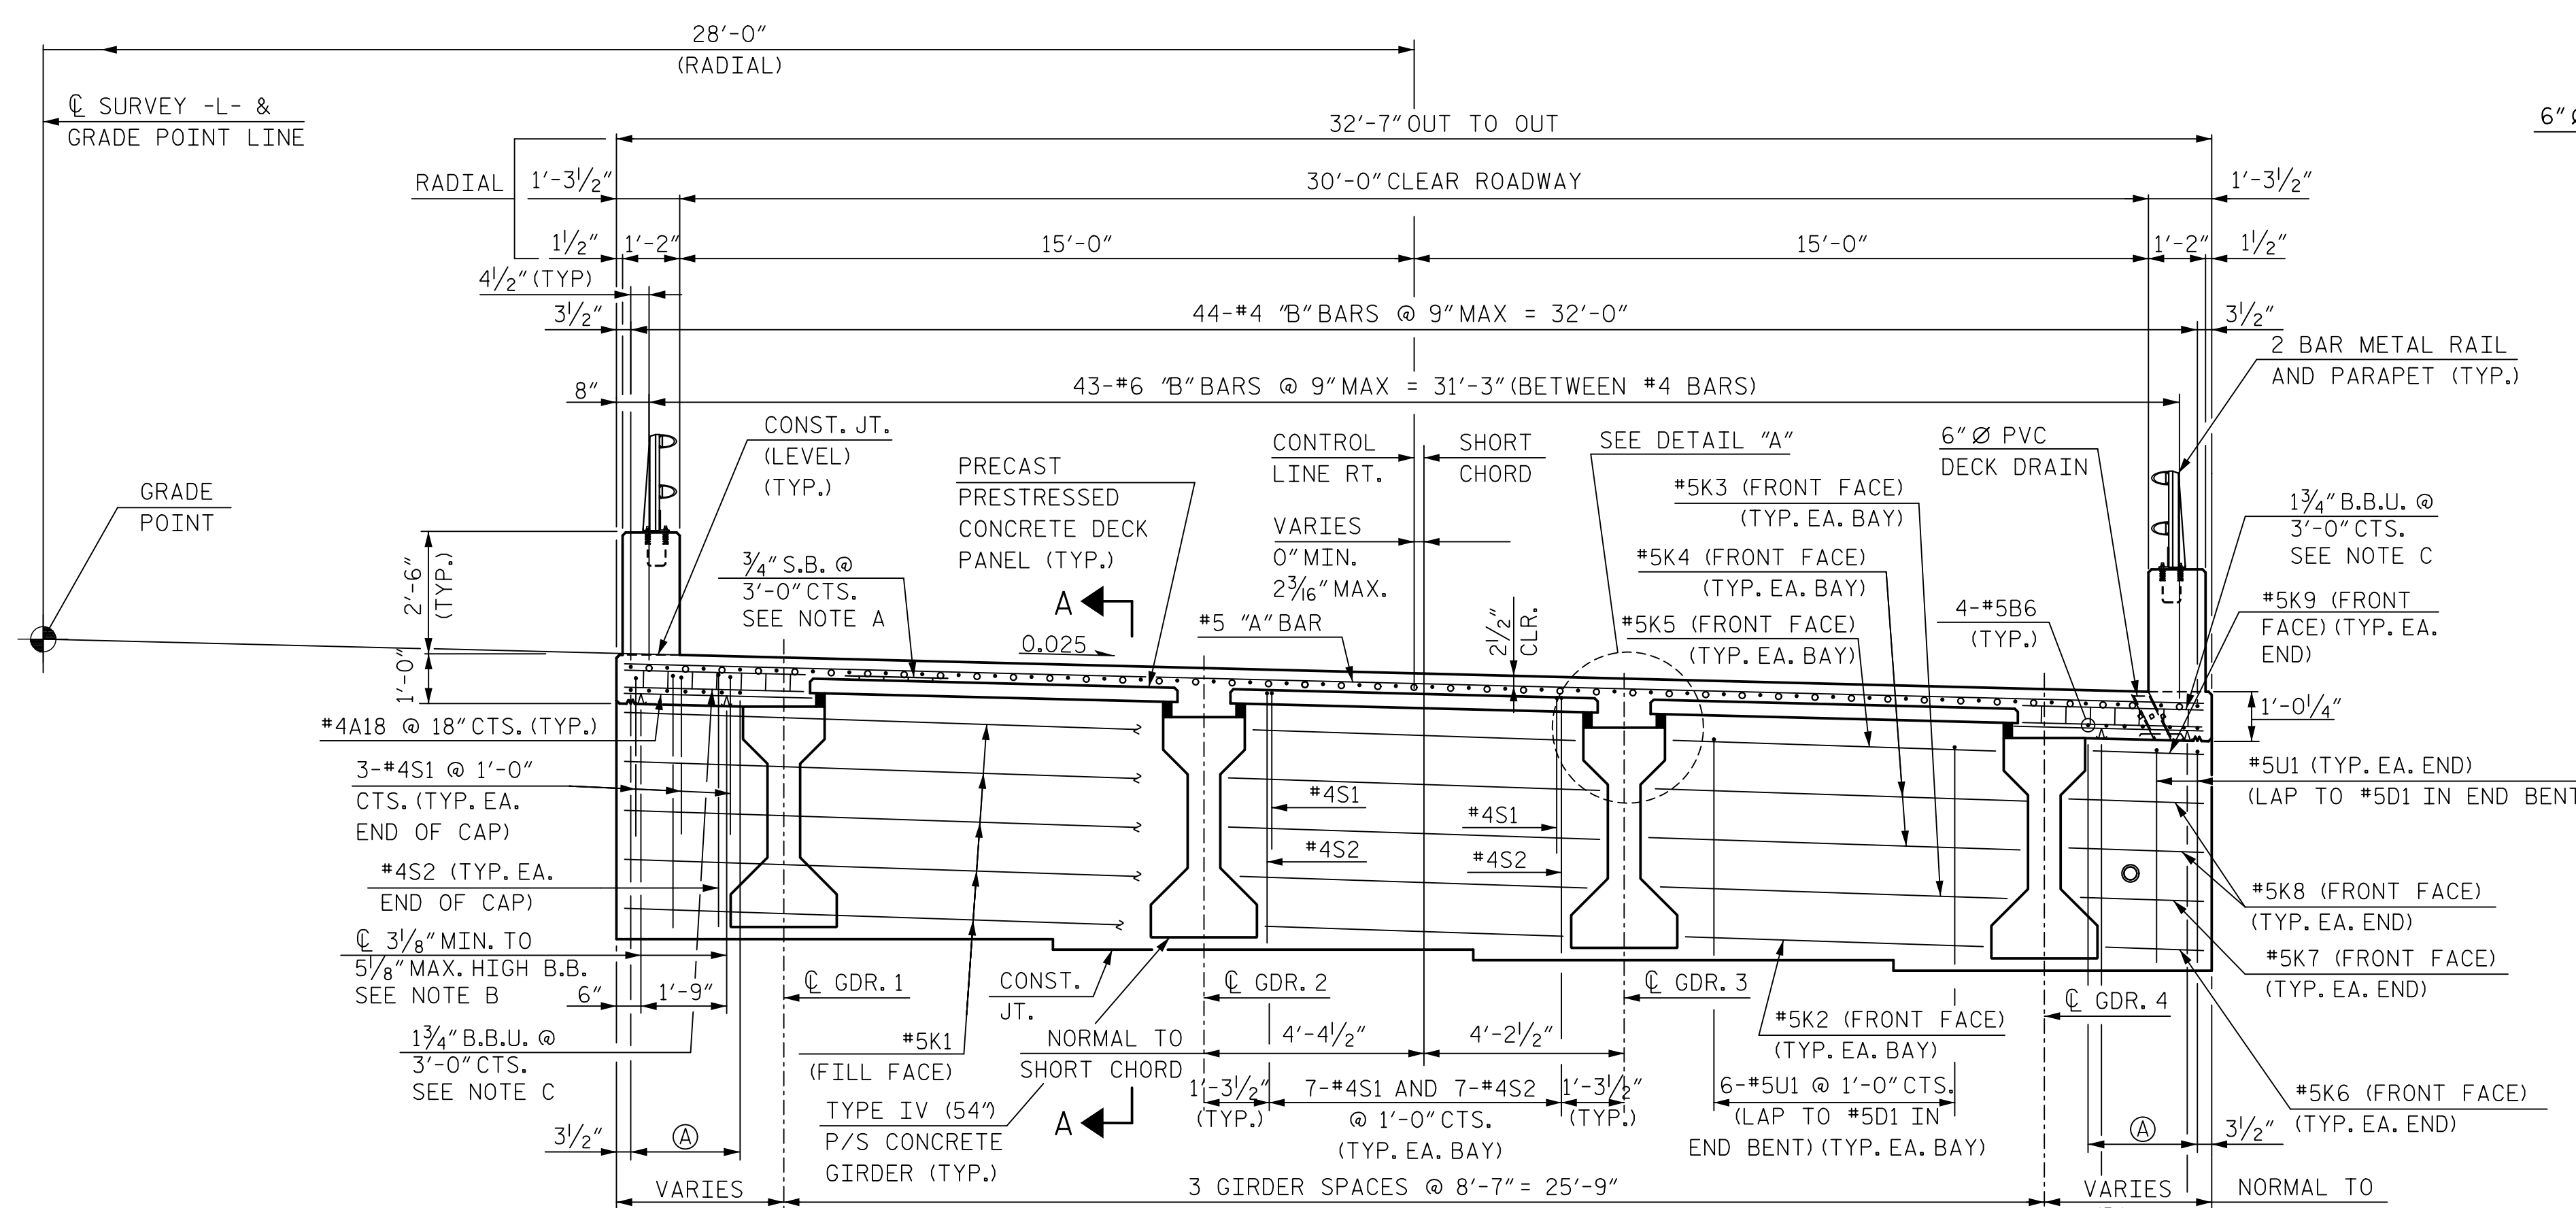 28'-0"
(RADIAL)
℄ SURVEY -L- &
GRADE POINT LINE
6"Ø
32'-7" OUT TO OUT
RADIAL
1'-3½"
30'-0" CLEAR ROADWAY
1'-3½"
1½"
1'-2"
15'-0"
15'-0"
1'-2"
1½"
4½" (TYP)
3½"
44-#4 "B" BARS @ 9" MAX = 32'-0"
3½"
2 BAR METAL RAIL
AND PARAPET (TYP.)
8"
43-#6 "B" BARS @ 9" MAX = 31'-3" (BETWEEN #4 BARS)
CONST. JT.
(LEVEL)
(TYP.)
PRECAST
PRESTRESSED
CONCRETE DECK
PANEL (TYP.)
CONTROL
LINE RT.
SHORT
CHORD
SEE DETAIL "A"
6" Ø PVC
DECK DRAIN
GRADE
POINT
VARIES
0" MIN.
2³⁄₁₆" MAX.
#5K3 (FRONT FACE)
(TYP. EA. BAY)
1¾" B.B.U. @
3'-0" CTS.
SEE NOTE C
2'-6"
(TYP.)
¾" S.B. @
3'-0" CTS.
SEE NOTE A
A
#5K4 (FRONT FACE)
(TYP. EA. BAY)
4-#5B6
(TYP.)
#5K9 (FRONT
FACE) (TYP. EA.
END)
0.025
#5 "A" BAR
2½"
CLR.
#5K5 (FRONT FACE)
(TYP. EA. BAY)
1'-0"
#4A18 @ 18" CTS. (TYP.)
1'-0¼"
3-#4S1 @ 1'-0"
CTS. (TYP. EA.
END OF CAP)
#4S1
#4S1
#4S2
#4S2
#5U1 (TYP. EA. END)
(LAP TO #5D1 IN END BENT
#4S2 (TYP. EA.
END OF CAP)
#5K8 (FRONT FACE)
(TYP. EA. END)
℄ 3⅛" MIN. TO
5⅛" MAX. HIGH B.B.
SEE NOTE B
6"
1'-9"
℄ GDR. 1
CONST.
JT.
℄ GDR. 2
℄ GDR. 3
℄ GDR. 4
#5K7 (FRONT FACE)
(TYP. EA. END)
1¾" B.B.U. @
3'-0" CTS.
SEE NOTE C
#5K1
(FILL FACE)
NORMAL TO
SHORT CHORD
4'-4½"
4'-2½"
#5K2 (FRONT FACE)
(TYP. EA. BAY)
TYPE IV (54")
P/S CONCRETE
GIRDER (TYP.)
A
1'-3½"
(TYP.)
7-#4S1 AND 7-#4S2
@ 1'-0" CTS.
(TYP. EA. BAY)
1'-3½"
(TYP.)
6-#5U1 @ 1'-0" CTS.
(LAP TO #5D1 IN
END BENT) (TYP. EA. BAY)
#5K6 (FRONT FACE)
(TYP. EA. END)
3½"
A
A
3½"
VARIES
3 GIRDER SPACES @ 8'-7" = 25'-9"
VARIES
NORMAL TO